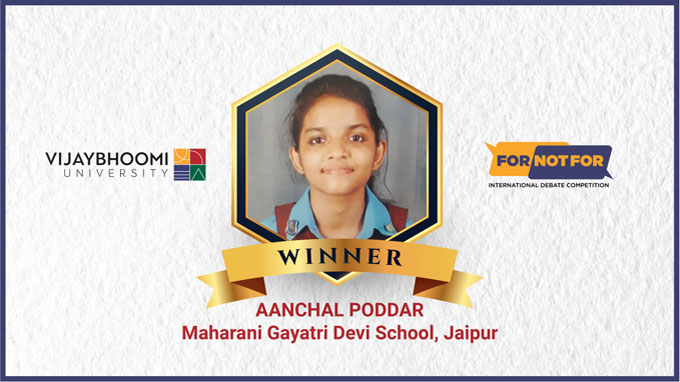 VIJAYBHOOMI
UNIVERSITY
FOR NOT FOR
INTERNATIONAL DEBATE COMPETITION
WINNER
AANCHAL PODDAR
Maharani Gayatri Devi School, Jaipur